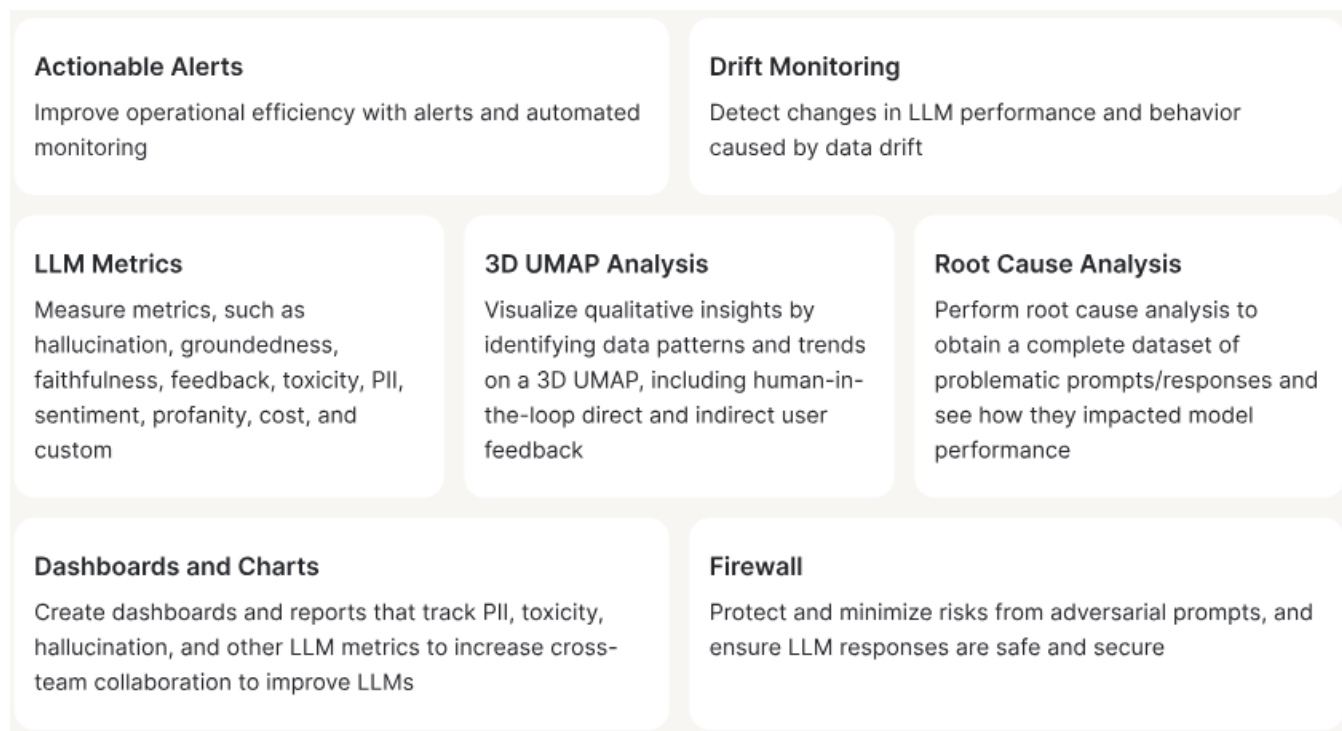 Actionable Alerts
Improve operational efficiency with alerts and automated
monitoring
Drift Monitoring
Detect changes in LLM performance and behavior
caused by data drift
LLM Metrics
Measure metrics, such as
hallucination, groundedness,
faithfulness, feedback, toxicity, PII,
sentiment, profanity, cost, and
custom
3D UMAP Analysis
Visualize qualitative insights by
identifying data patterns and trends
on a 3D UMAP, including human-in-
the-loop direct and indirect user
feedback
Root Cause Analysis
Perform root cause analysis to
obtain a complete dataset of
problematic prompts/responses and
see how they impacted model
performance
Dashboards and Charts
Create dashboards and reports that track PII, toxicity,
hallucination, and other LLM metrics to increase cross-
team collaboration to improve LLMs
Firewall
Protect and minimize risks from adversarial prompts, and
ensure LLM responses are safe and secure